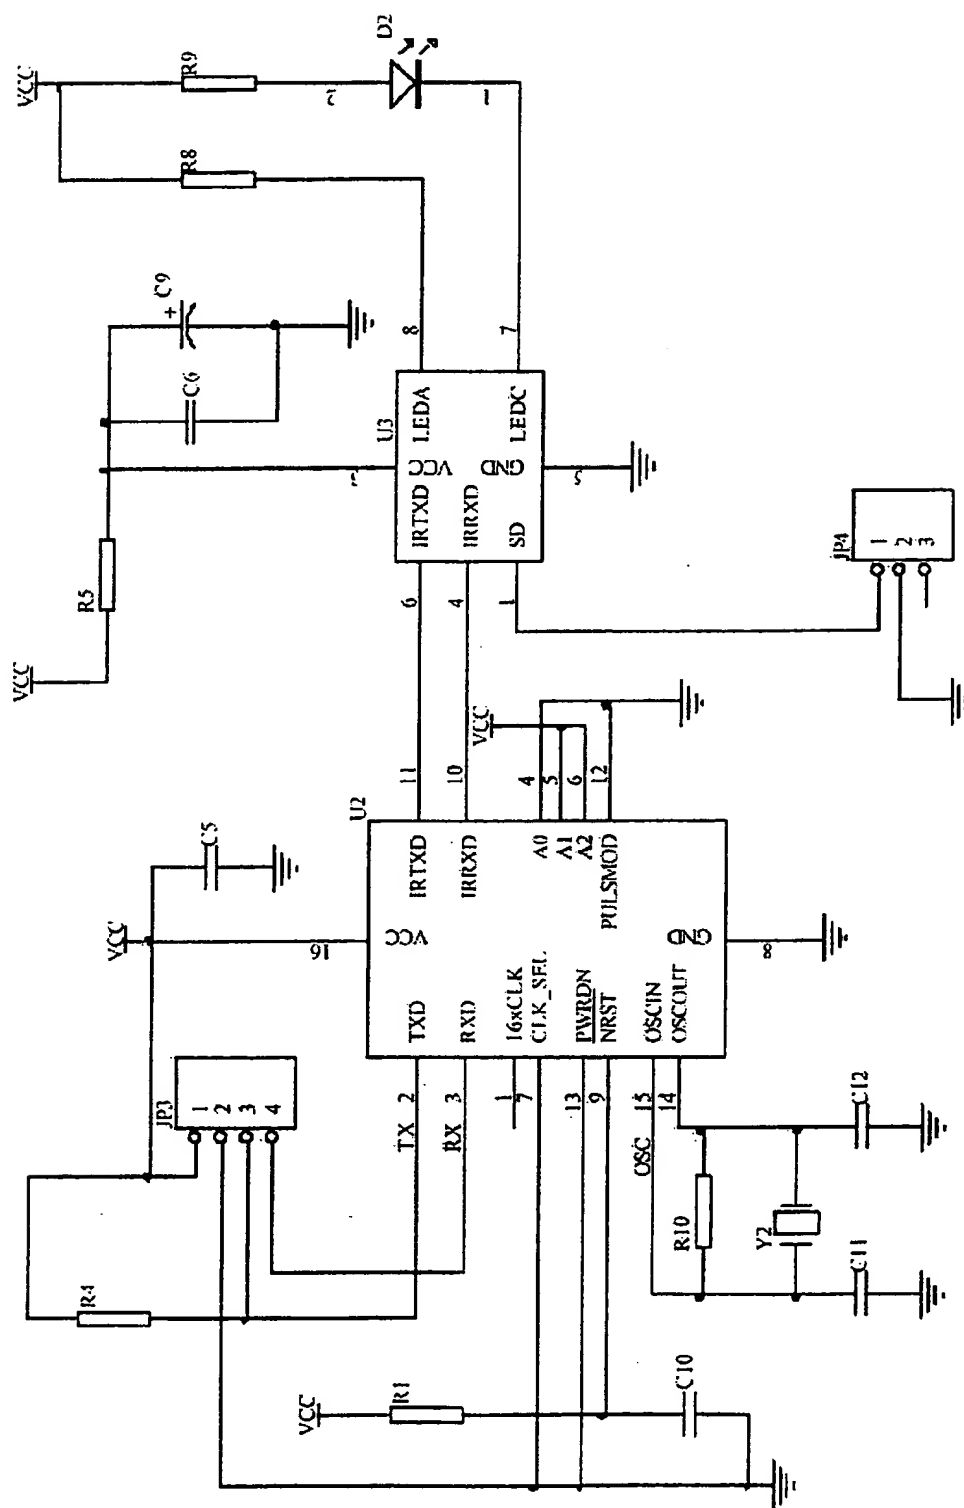 VCC
R9
2
D2
1
R8
C9
+
C6
8
7
U3
LEDA
LEDC
VCC
GND
IRTXD
IRRXD
SD
5
VCC
R5
6
4
1
JP4
1
2
3
VCC
11
10
4
5
6
12
U2
C5
VCC
16
IRTXD
IRRXD
A0
A1
A2
PULSMOD
VCC
GND
8
TXD
RXD
16xCLK
CLK_SEL
PWRDN
NRST
OSCIN
OSCOUT
JP3
1
2
3
4
TX 2
RX 3
1
7
13
9
OSC 15
14
C12
R10
Y2
C11
R4
VCC
R1
C10